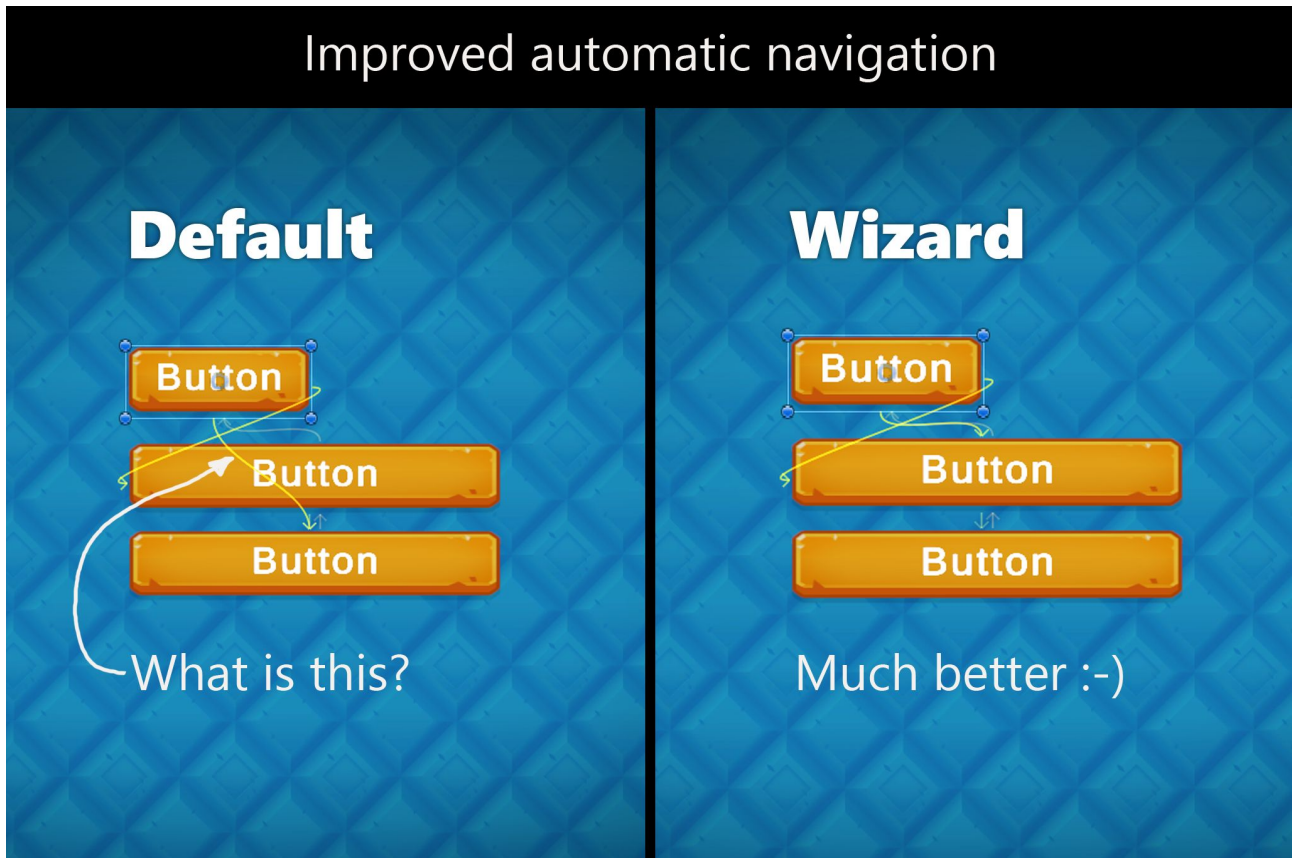 Improved automatic navigation
Default
Button
Button
Button
What is this?
Wizard
Button
Button
Button
Much better :-)